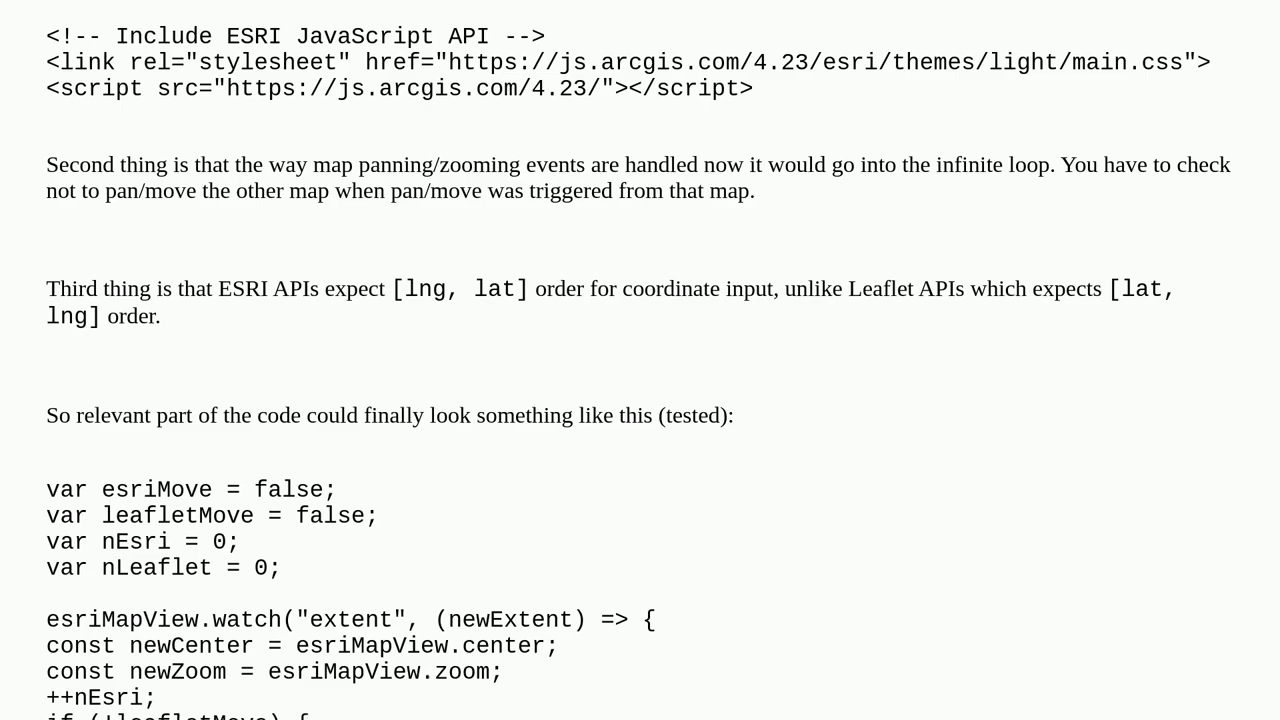 <!-- Include ESRI JavaScript API -->
<link rel="stylesheet" href="https://js.arcgis.com/4.23/esri/themes/light/main.css">
<script src="https://js.arcgis.com/4.23/"></script>
Second thing is that the way map panning/zooming events are handled now it would go into the infinite loop. You have to check
not to pan/move the other map when pan/move was triggered from that map.
Third thing is that ESRI APIs expect [lng, lat] order for coordinate input, unlike Leaflet APIs which expects [lat,
lng] order.
So relevant part of the code could finally look something like this (tested):
var esriMove = false;
var leafletMove = false;
var nEsri = 0;
var nLeaflet = 0;
esriMapView.watch("extent", (newExtent) => {
const newCenter = esriMapView.center;
const newZoom = esriMapView.zoom;
++nEsri;
if (!leafletMove) {